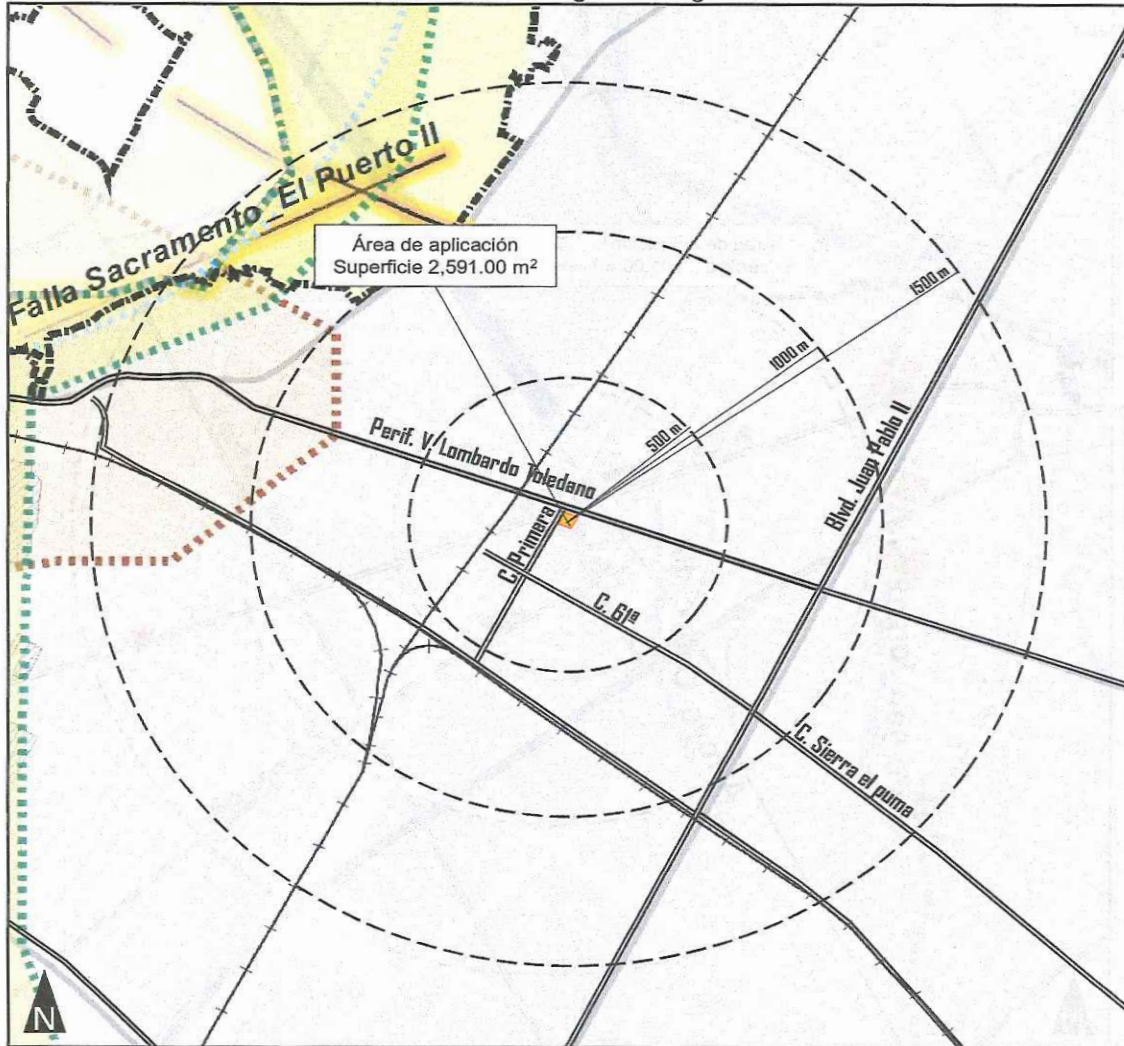 Falla Sacramento_El Puerto II
Área de aplicación
Superficie 2,591.00 m²
1500 m
1000 m
500 m
Perif. V. Lombardo Toledano
Blvd. Juan Pablo II
C. Primera
C. 61ª
C. Sierra el puma
N